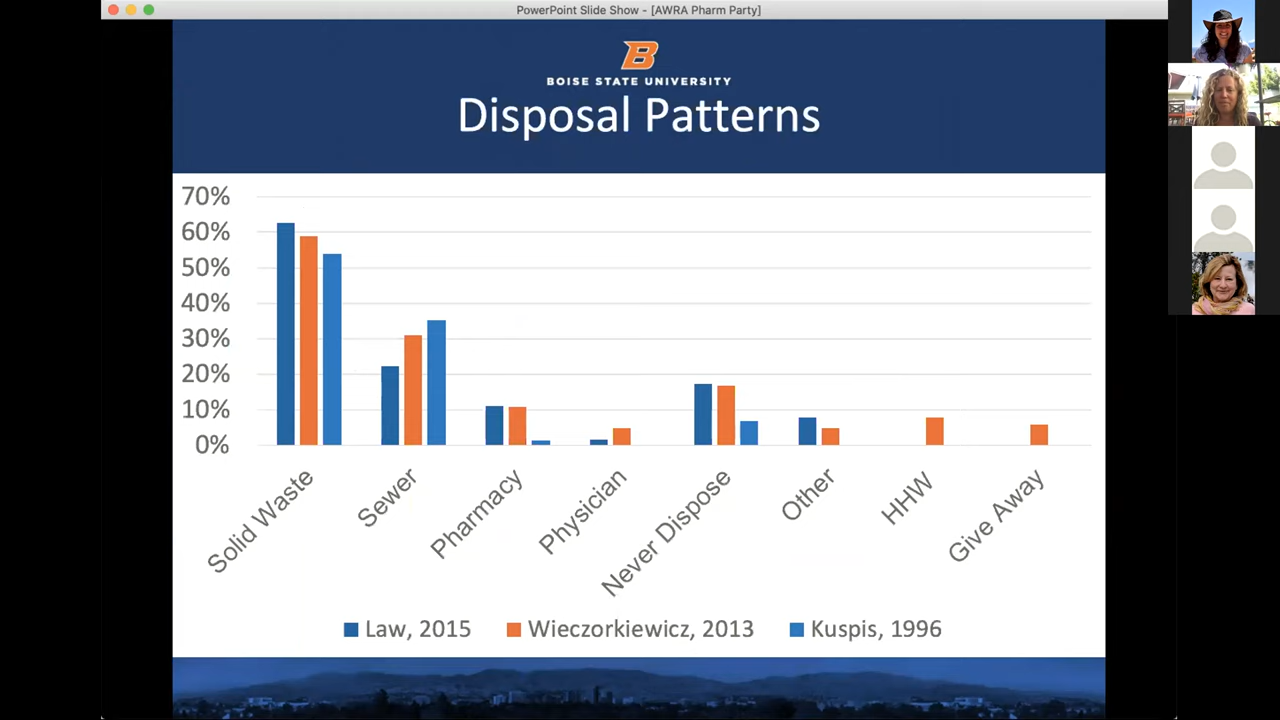 PowerPoint Slide Show - [AWRA Pharm Party]
B
BOISE STATE UNIVERSITY
Disposal Patterns
70%
60%
50%
40%
30%
20%
10%
0%
Solid Waste
Sewer
Pharmacy
Physician
Never Dispose
Other
HHW
Give Away
Law, 2015
Wieczorkiewicz, 2013
Kuspis, 1996